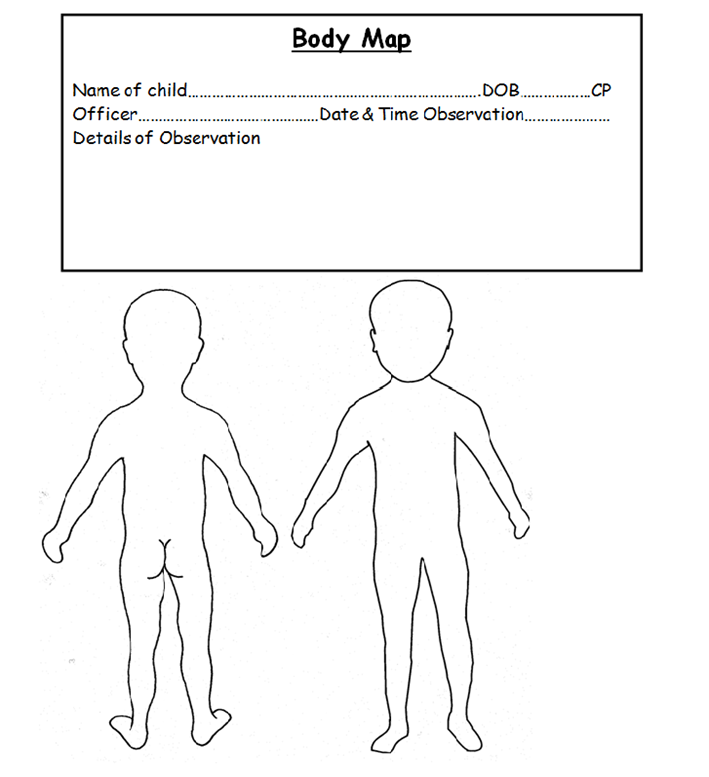 Body Map
Name of child......................................................................DOB.................CP
Officer...........................................Date & Time Observation.....................
Details of Observation